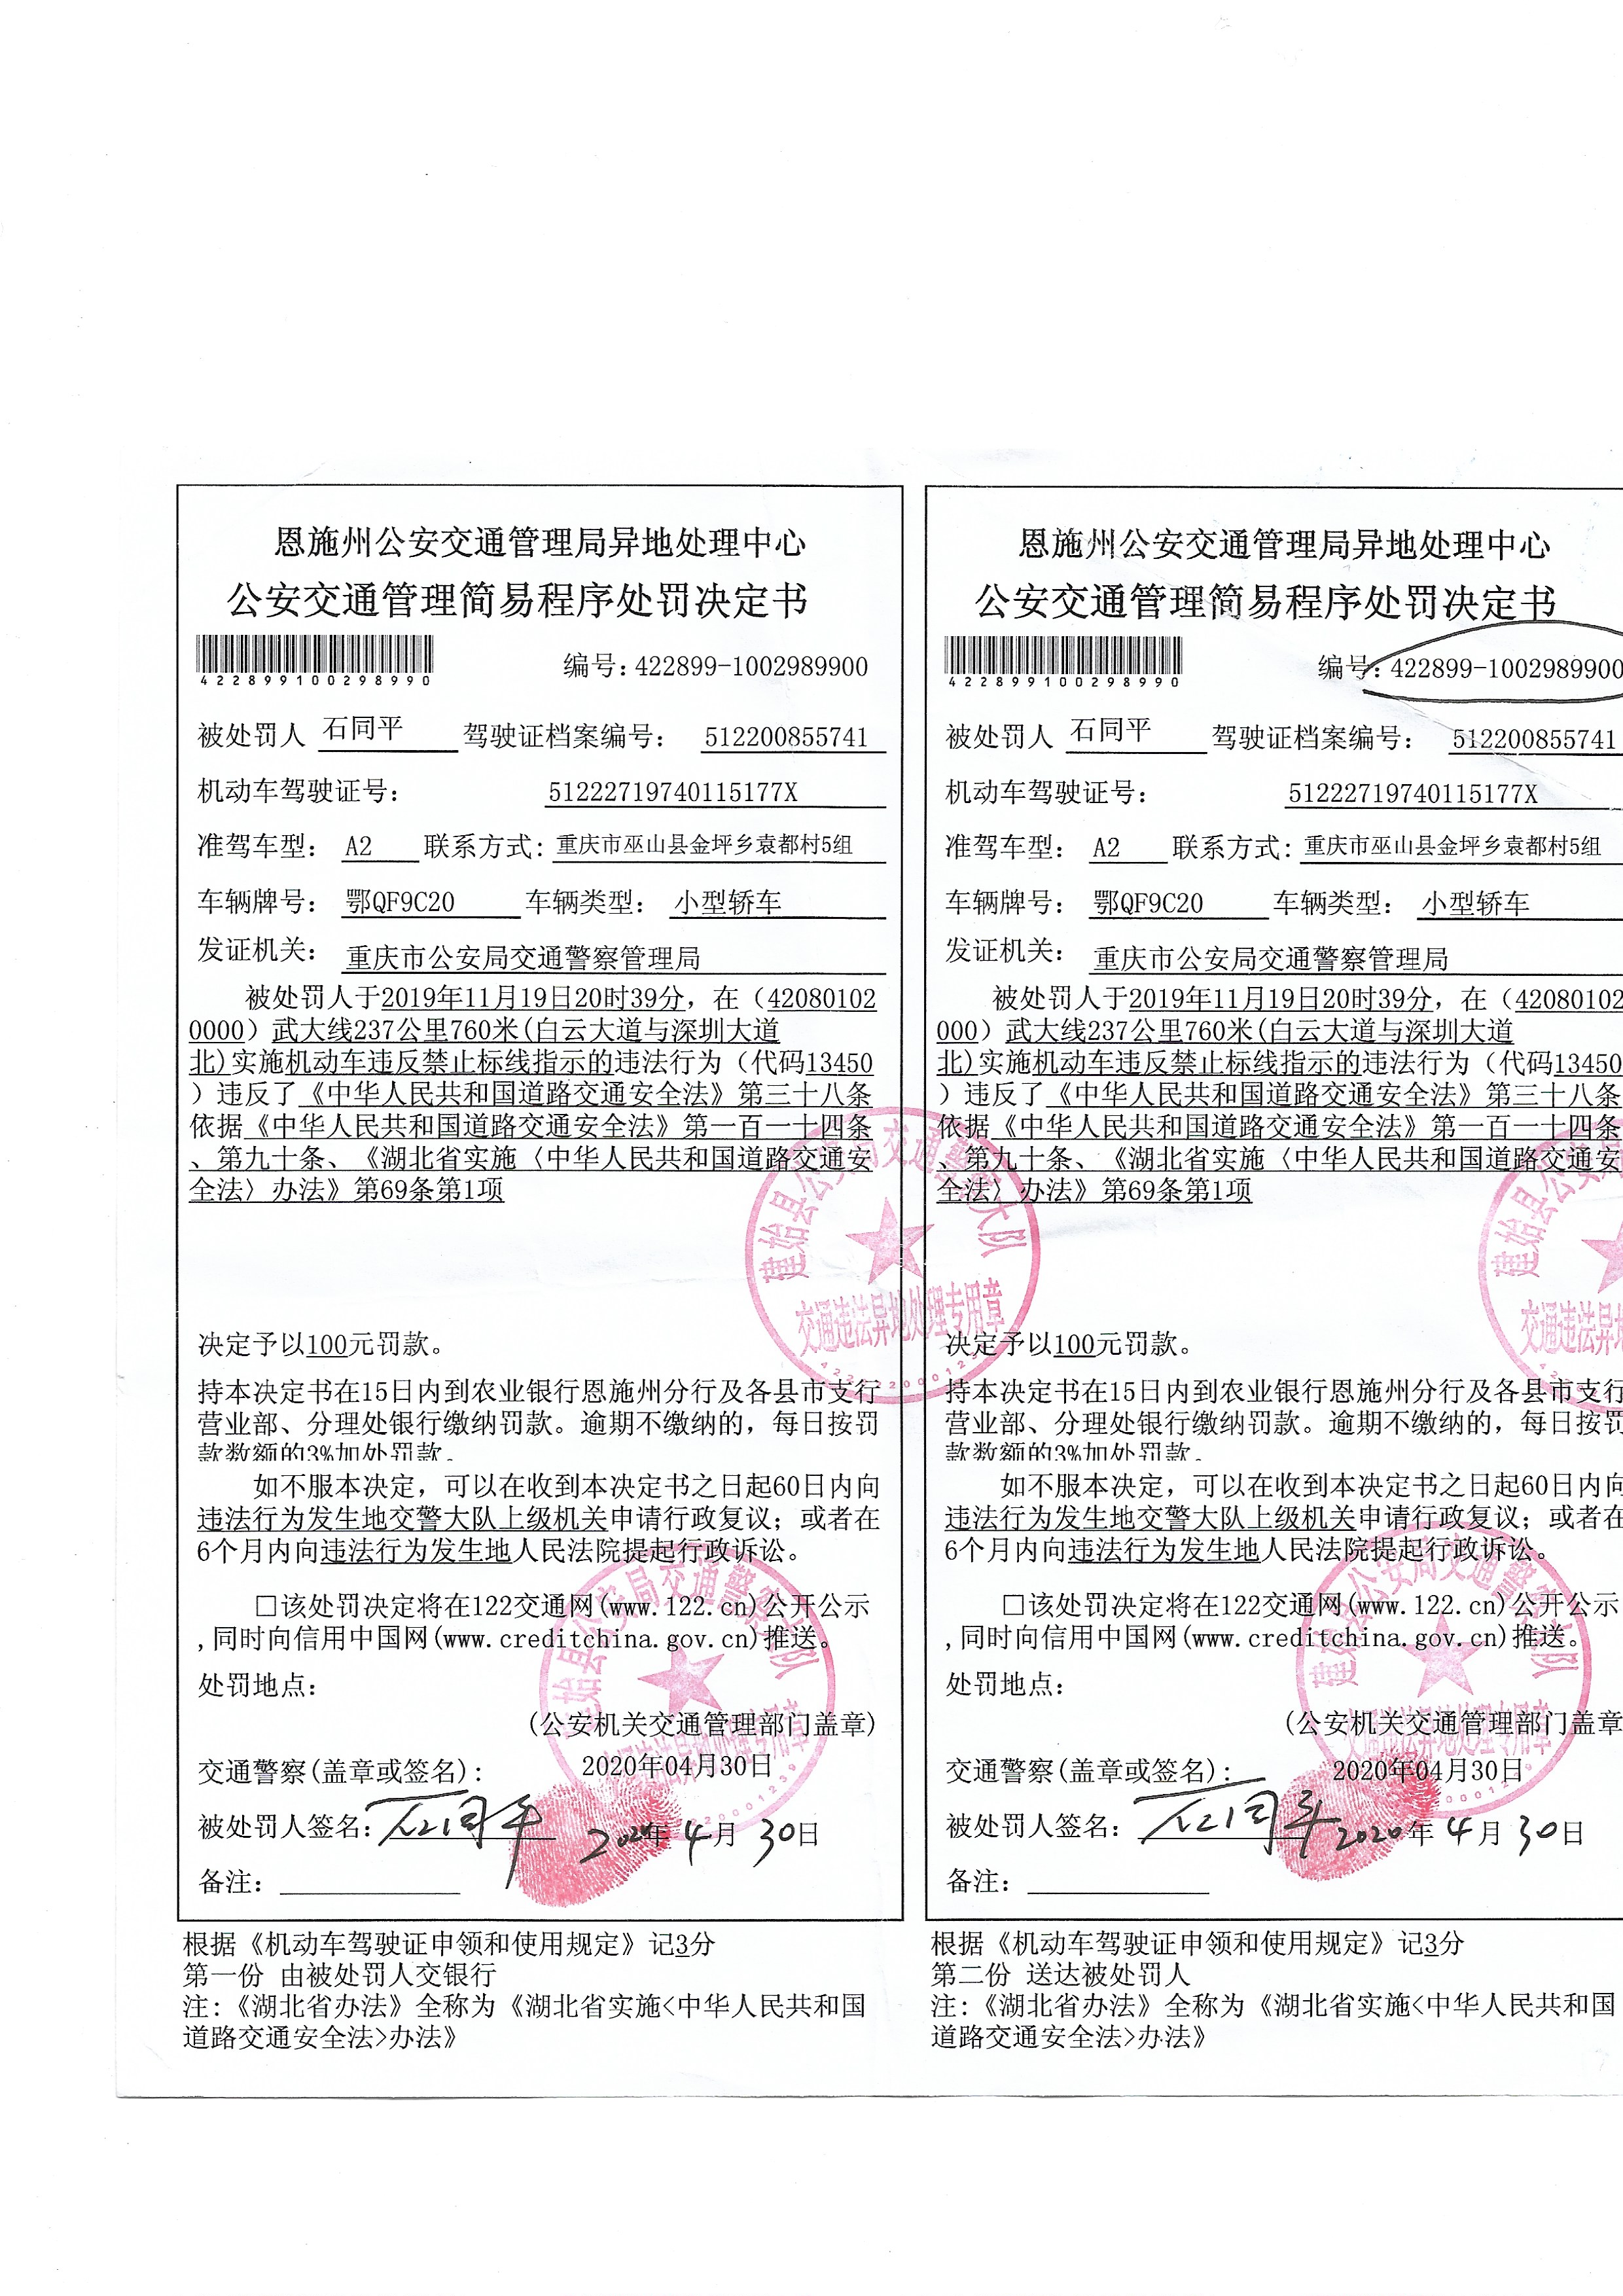 恩施州公安交通管理局异地处理中心
公安交通管理简易程序处罚决定书
422899100298990
编号:422899-1002989900
被处罚人 石同平 驾驶证档案编号: 512200855741
机动车驾驶证号: 51222719740115177X
准驾车型: A2 联系方式: 重庆市巫山县金坪乡袁都村5组
车辆牌号: 鄂QF9C20 车辆类型: 小型轿车
发证机关: 重庆市公安局交通警察管理局
被处罚人于2019年11月19日20时39分，在（42080102
0000）武大线237公里760米(白云大道与深圳大道
北)实施机动车违反禁止标线指示的违法行为（代码13450
）违反了《中华人民共和国道路交通安全法》第三十八条
依据《中华人民共和国道路交通安全法》第一百一十四条
、第九十条、《湖北省实施〈中华人民共和国道路交通安
全法〉办法》第69条第1项
建始县公安局交通警察大队
交通违法异地处理专用章
决定予以100元罚款。
持本决定书在15日内到农业银行恩施州分行及各县市支行
营业部、分理处银行缴纳罚款。逾期不缴纳的，每日按罚
款数额的3%加处罚款。
如不服本决定，可以在收到本决定书之日起60日内向
违法行为发生地交警大队上级机关申请行政复议；或者在
6个月内向违法行为发生地人民法院提起行政诉讼。
□该处罚决定将在122交通网(www.122.cn)公开公示
,同时向信用中国网(www.creditchina.gov.cn)推送。
处罚地点:
(公安机关交通管理部门盖章)
交通警察(盖章或签名): 2020年04月30日
被处罚人签名: 石同平 2020年4月30日
备注:
根据《机动车驾驶证申领和使用规定》记3分
第一份 由被处罚人交银行
注:《湖北省办法》全称为《湖北省实施<中华人民共和国
道路交通安全法>办法》
恩施州公安交通管理局异地处理中心
公安交通管理简易程序处罚决定书
422899100298990
编号:422899-1002989900
被处罚人 石同平 驾驶证档案编号: 512200855741
机动车驾驶证号: 51222719740115177X
准驾车型: A2 联系方式: 重庆市巫山县金坪乡袁都村5组
车辆牌号: 鄂QF9C20 车辆类型: 小型轿车
发证机关: 重庆市公安局交通警察管理局
被处罚人于2019年11月19日20时39分，在（42080102
000）武大线237公里760米(白云大道与深圳大道
北)实施机动车违反禁止标线指示的违法行为（代码13450
）违反了《中华人民共和国道路交通安全法》第三十八条
依据《中华人民共和国道路交通安全法》第一百一十四条
、第九十条、《湖北省实施〈中华人民共和国道路交通安
全法〉办法》第69条第1项
决定予以100元罚款。
持本决定书在15日内到农业银行恩施州分行及各县市支行
营业部、分理处银行缴纳罚款。逾期不缴纳的，每日按罚
款数额的3%加处罚款。
如不服本决定，可以在收到本决定书之日起60日内向
违法行为发生地交警大队上级机关申请行政复议；或者在
6个月内向违法行为发生地人民法院提起行政诉讼。
□该处罚决定将在122交通网(www.122.cn)公开公示
,同时向信用中国网(www.creditchina.gov.cn)推送。
处罚地点:
(公安机关交通管理部门盖章
交通警察(盖章或签名): 2020年04月30日
被处罚人签名: 石同平 2020年4月30日
备注:
根据《机动车驾驶证申领和使用规定》记3分
第二份 送达被处罚人
注:《湖北省办法》全称为《湖北省实施<中华人民共和国
道路交通安全法>办法》